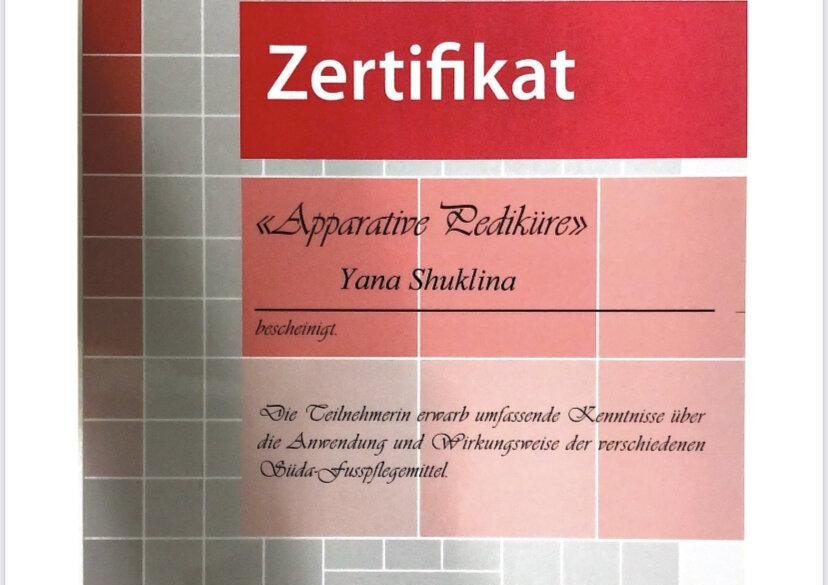 Zertifikat
«Apparative Pediküre»
Yana Shuklina
bescheinigt.
Die Teilnehmerin erwarb umfassende Kenntnisse über
die Anwendung und Wirkungsweise der verschiedenen
Süda-Fusspflegemittel.